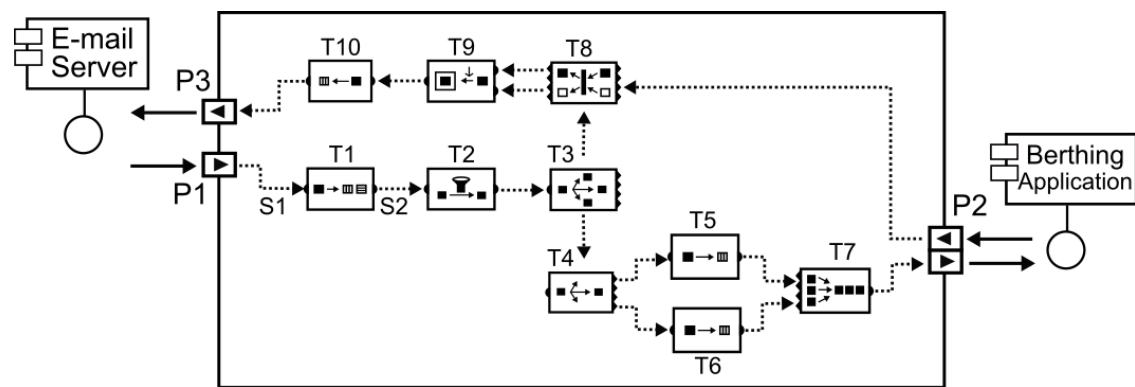 E-mail
Server
T10
T9
T8
P3
P1
S1
T1
S2
T2
T3
T4
T5
T6
T7
P2
Berthing
Application